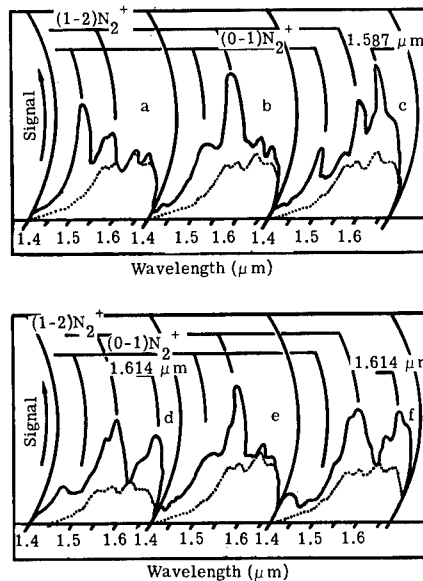 (1-2)N₂⁺
(0-1)N₂⁺
1.587 μm
Signal
a
b
c
1.4 1.5 1.6 1.4 1.5 1.6 1.4 1.5 1.6
Wavelength (μm)
(1-2)N₂⁺
(0-1)N₂⁺
1.614 μm
1.614 μm
Signal
d
e
f
1.4 1.5 1.6 1.4 1.5 1.6 1.4 1.5 1.6
Wavelength (μm)